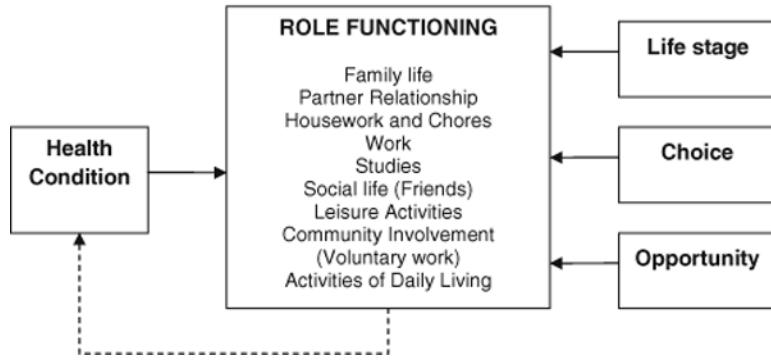 ROLE FUNCTIONING
Family life
Partner Relationship
Housework and Chores
Work
Studies
Social life (Friends)
Leisure Activities
Community Involvement
(Voluntary work)
Activities of Daily Living
Health
Condition
Life stage
Choice
Opportunity